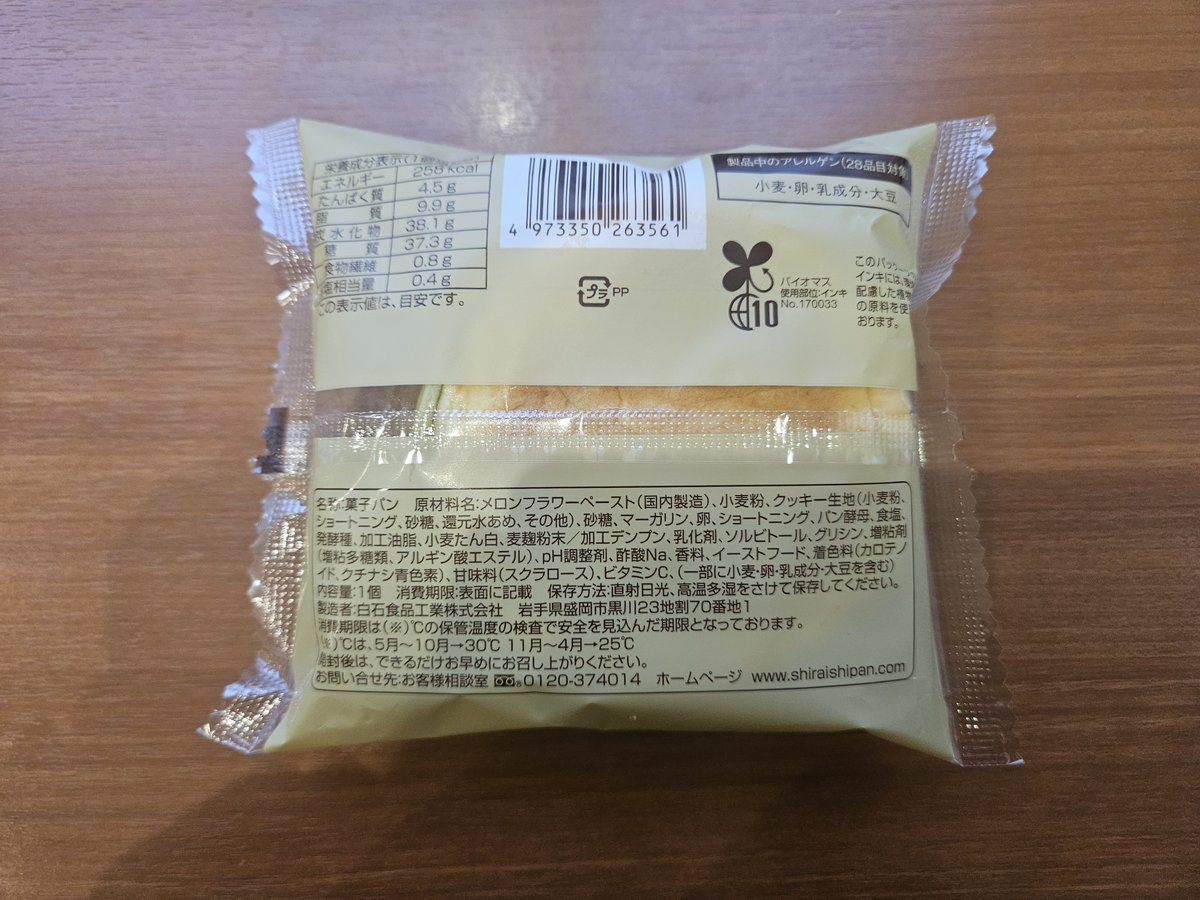 栄養成分表示(1
エネルギー 258kcal
たんぱく質 4.5g
脂 質 9.9g
炭水化物 38.1g
糖 質 37.3g
食物繊維 0.8g
相当量 0.4g
この表示値は、目安です。
4 973350 263561
プラ PP
製品中のアレルゲン(28品目対象
小麦・卵・乳成分・大豆
10
バイオマス
使用部位:インキ
No.170033
このパッ
インキには、
配慮した植物
の原料を使
おります。
名称:菓子パン 原材料名:メロンフラワーペースト(国内製造)、小麦粉、クッキー生地(小麦粉、
ショートニング、砂糖、還元水あめ、その他)、砂糖、マーガリン、卵、ショートニング、パン酵母、食塩、
発酵種、加工油脂、小麦たん白、麦麹粉末/加工デンプン、乳化剤、ソルビトール、グリシン、増粘剤
(増粘多糖類、アルギン酸エステル)、pH調整剤、酢酸Na、香料、イーストフード、着色料(カロテノ
イド、クチナシ青色素)、甘味料(スクラロース)、ビタミンC、(一部に小麦・卵・乳成分・大豆を含む)
内容量:1個 消費期限:表面に記載 保存方法:直射日光、高温多湿をさけて保存してください。
製造者:白石食品工業株式会社 岩手県盛岡市黒川23地割70番地1
消費期限は(※)℃の保管温度の検査で安全を見込んだ期限となっております。
(※)℃は、5月〜10月→30℃ 11月〜4月→25℃
開封後は、できるだけお早めにお召し上がりください。
お問い合せ先:お客様相談室 0120-374014 ホームページ www.shiraishipan.com